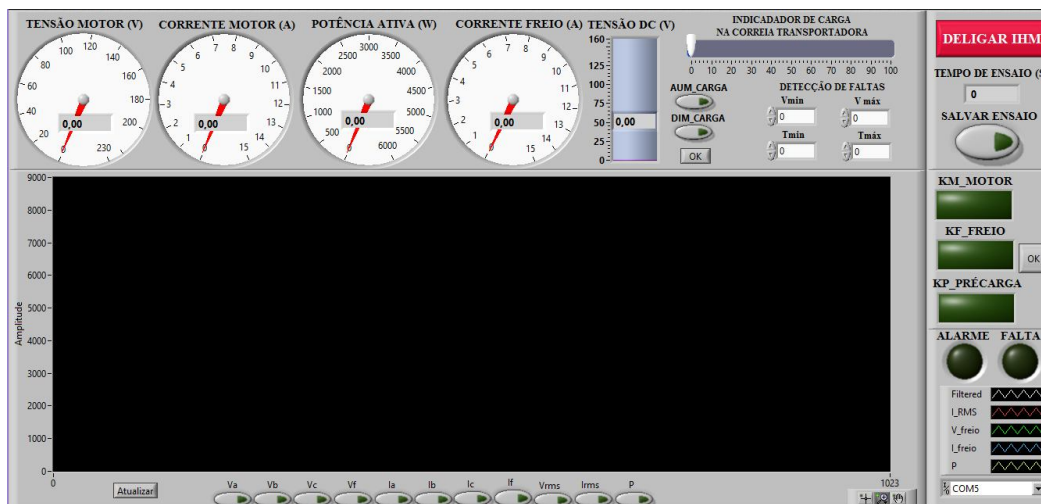 TENSÃO MOTOR (V) CORRENTE MOTOR (A) POTÊNCIA ATIVA (W) CORRENTE FREIO (A) TENSÃO DC (V)
0 20 40 60 80 100 120 140 160 180 200 230
0,00
0 1 2 3 4 5 6 7 8 9 10 11 12 13 14 15
0,00
0 500 1000 1500 2000 2500 3000 3500 4000 4500 5000 5500 6000
0,00
0 1 2 3 4 5 6 7 8 9 10 11 12 13 14 15
0,00
160
125
100
75
50
25
0
0,00
INDICADADOR DE CARGA
NA CORREIA TRANSPORTADORA
0 10 20 30 40 50 60 70 80 90 100
AUM_CARGA
DIM_CARGA
OK
DETECÇÃO DE FALTAS
Vmin V máx
0 0
Tmin Tmáx
0 0
DELIGAR IHM
TEMPO DE ENSAIO (S
0
SALVAR ENSAIO
KM_MOTOR
KF_FREIO
OK
KP_PRÉCARGA
ALARME FALTA
Filtered
I_RMS
V_freio
I_freio
P
COM5
Amplitude
9000
8000
7000
6000
5000
4000
3000
2000
1000
0
0 1023
Atualizar
Va Vb Vc Vf Ia Ib Ic If Vrms Irms P